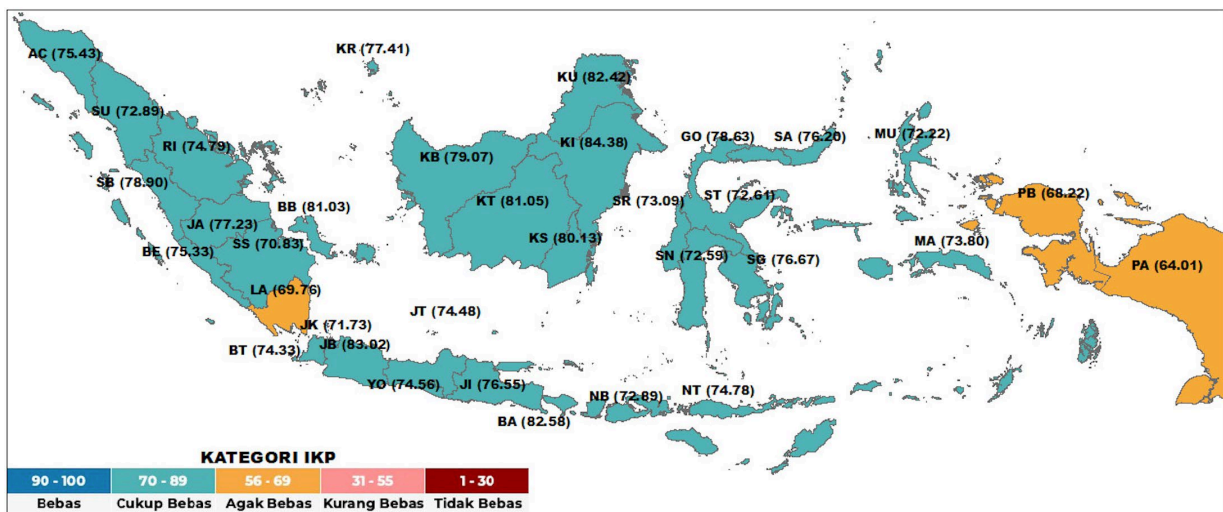 AC (75.43)
KR (77.41)
KU (82.42)
SU (72.89)
RI (74.79)
KB (79.07)
KI (84.38)
GO (78.63)
SA (76.20)
MU (72.22)
SB (78.90)
BB (81.03)
KT (81.05)
SR (73.09)
ST (72.61)
PB (68.22)
JA (77.23)
SS (70.83)
KS (80.13)
MA (73.80)
BE (75.33)
SN (72.59)
SG (76.67)
PA (64.01)
LA (69.76)
JT (74.48)
JK (71.73)
BT (74.33)
JB (83.02)
YO (74.56)
JI (76.55)
NB (72.89)
NT (74.78)
BA (82.58)
KATEGORI IKP
90 - 100 70 - 89 56 - 69 31 - 55 1 - 30
Bebas Cukup Bebas Agak Bebas Kurang Bebas Tidak Bebas